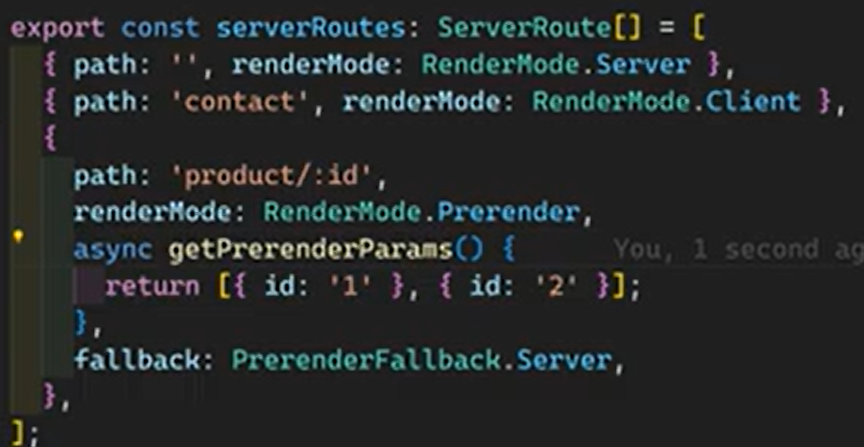 export const serverRoutes: ServerRoute[] = [
{ path: '', renderMode: RenderMode.Server },
{ path: 'contact', renderMode: RenderMode.Client },
{
path: 'product/:id',
renderMode: RenderMode.Prerender,
async getPrerenderParams() { You, 1 second ag
return [{ id: '1' }, { id: '2' }];
},
fallback: PrerenderFallback.Server,
},
];